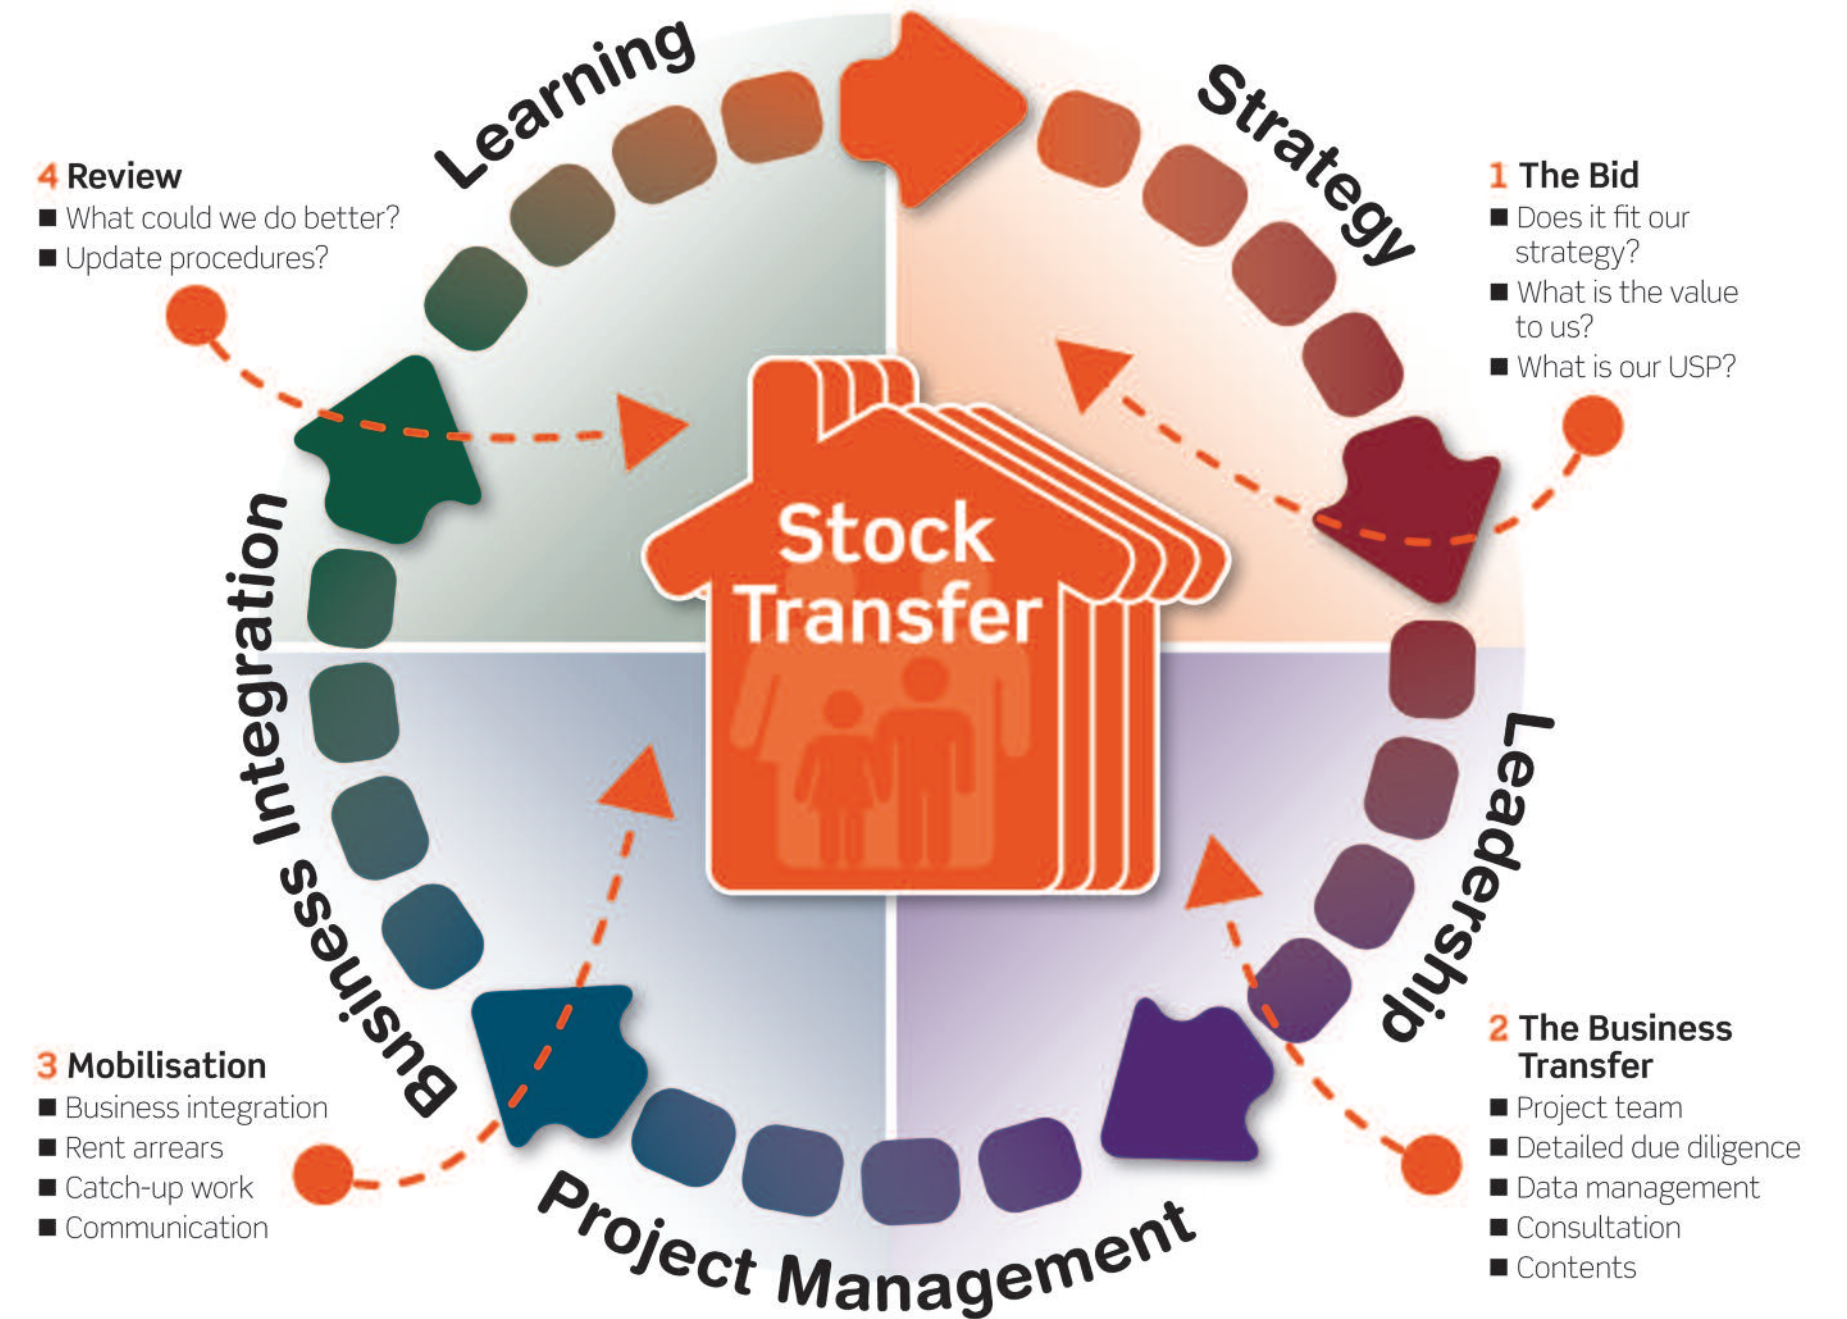 Learning
Strategy
4 Review
■ What could we do better?
■ Update procedures?
1 The Bid
■ Does it fit our
strategy?
■ What is the value
to us?
■ What is our USP?
Stock
Transfer
Business Integration
Leadership
3 Mobilisation
■ Business integration
■ Rent arrears
■ Catch-up work
■ Communication
2 The Business
Transfer
■ Project team
■ Detailed due diligence
■ Data management
■ Consultation
■ Contents
Project Management